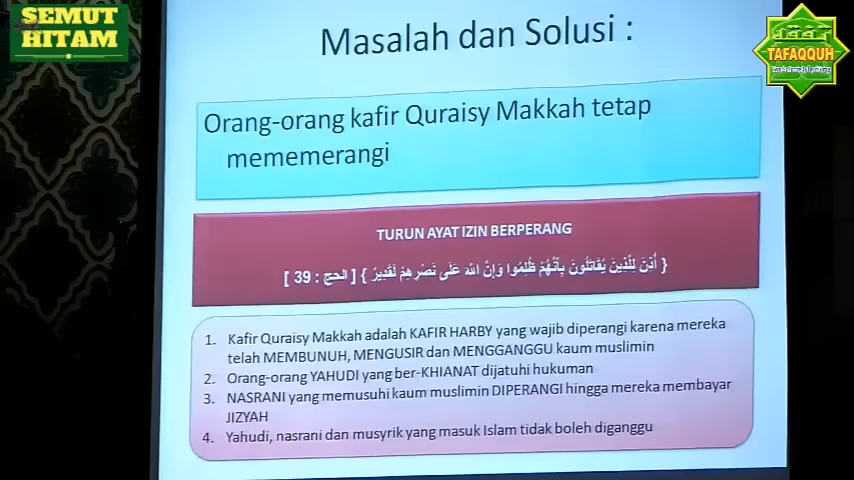 SEMUT
HITAM
TAFAQQUH
Masalah dan Solusi :
Orang-orang kafir Quraisy Makkah tetap
mememerangi
TURUN AYAT IZIN BERPERANG
{ أُذِنَ لِلَّذِينَ يُقَاتَلُونَ بِأَنَّهُمْ ظُلِمُوا وَإِنَّ اللَّهَ عَلَى نَصْرِهِمْ لَقَدِيرٌ } [ الحج : 39 ]
1. Kafir Quraisy Makkah adalah KAFIR HARBY yang wajib diperangi karena mereka
telah MEMBUNUH, MENGUSIR dan MENGGANGGU kaum muslimin
2. Orang-orang YAHUDI yang ber-KHIANAT dijatuhi hukuman
3. NASRANI yang memusuhi kaum muslimin DIPERANGI hingga mereka membayar
JIZYAH
4. Yahudi, nasrani dan musyrik yang masuk Islam tidak boleh diganggu